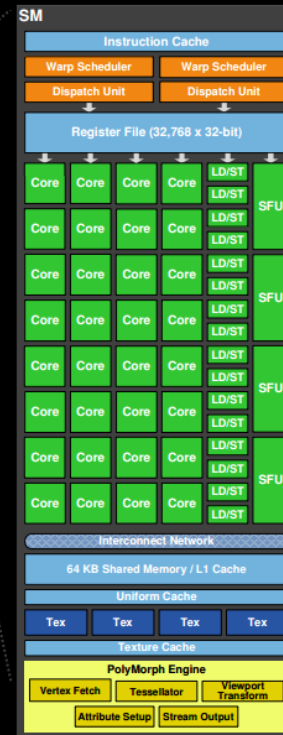 SM
Instruction Cache
Warp Scheduler Warp Scheduler
Dispatch Unit Dispatch Unit
Register File (32,768 x 32-bit)
LD/ST
Core Core Core Core
LD/ST
SFU
LD/ST
Core Core Core Core
LD/ST
LD/ST
Core Core Core Core
LD/ST
SFU
LD/ST
Core Core Core Core
LD/ST
LD/ST
Core Core Core Core
LD/ST
SFU
LD/ST
Core Core Core Core
LD/ST
LD/ST
Core Core Core Core
LD/ST
SFU
LD/ST
Core Core Core Core
LD/ST
Interconnect Network
64 KB Shared Memory / L1 Cache
Uniform Cache
Tex Tex Tex Tex
Texture Cache
PolyMorph Engine
Vertex Fetch Tessellator Viewport
Transform
Attribute Setup Stream Output